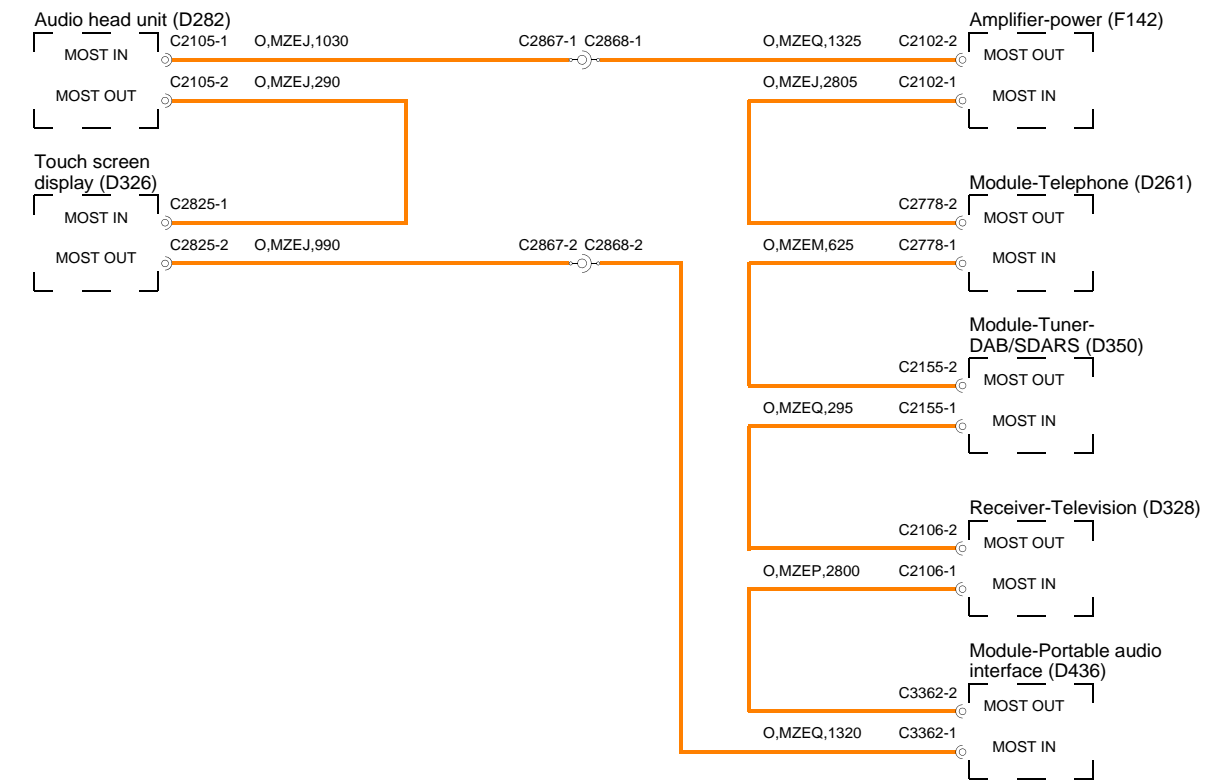 Audio head unit (D282)
MOST IN
C2105-1 O,MZEJ,1030
C2867-1 C2868-1
O,MZEQ,1325 C2102-2
Amplifier-power (F142)
MOST OUT
MOST OUT
C2105-2 O,MZEJ,290
O,MZEJ,2805 C2102-1
MOST IN
Touch screen
display (D326)
MOST IN
C2825-1
Module-Telephone (D261)
C2778-2
MOST OUT
MOST OUT
C2825-2 O,MZEJ,990
C2867-2 C2868-2
O,MZEM,625 C2778-1
MOST IN
Module-Tuner-
DAB/SDARS (D350)
C2155-2
MOST OUT
O,MZEQ,295 C2155-1
MOST IN
Receiver-Television (D328)
C2106-2
MOST OUT
O,MZEP,2800 C2106-1
MOST IN
Module-Portable audio
interface (D436)
C3362-2
MOST OUT
O,MZEQ,1320 C3362-1
MOST IN